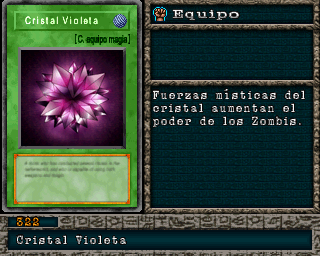 Cristal Violeta
[C. equipo magia]
Equipo
Fuerzas místicas del
cristal aumentan el
poder de los Zombis.
322
Cristal Violeta